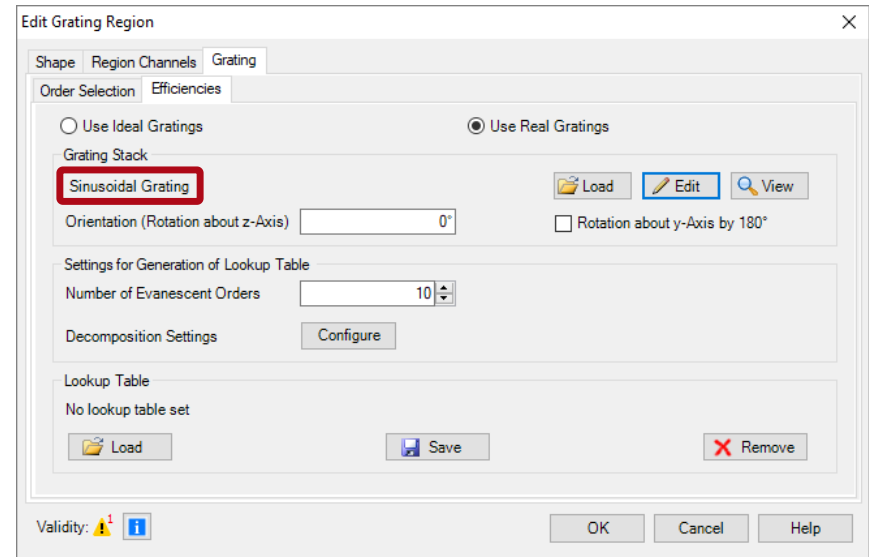 Edit Grating Region
Shape Region Channels Grating
Order Selection Efficiencies
Use Ideal Gratings Use Real Gratings
Grating Stack
Sinusoidal Grating Load Edit View
Orientation (Rotation about z-Axis) 0° Rotation about y-Axis by 180°
Settings for Generation of Lookup Table
Number of Evanescent Orders 10
Decomposition Settings Configure
Lookup Table
No lookup table set
Load Save Remove
Validity: 1 OK Cancel Help